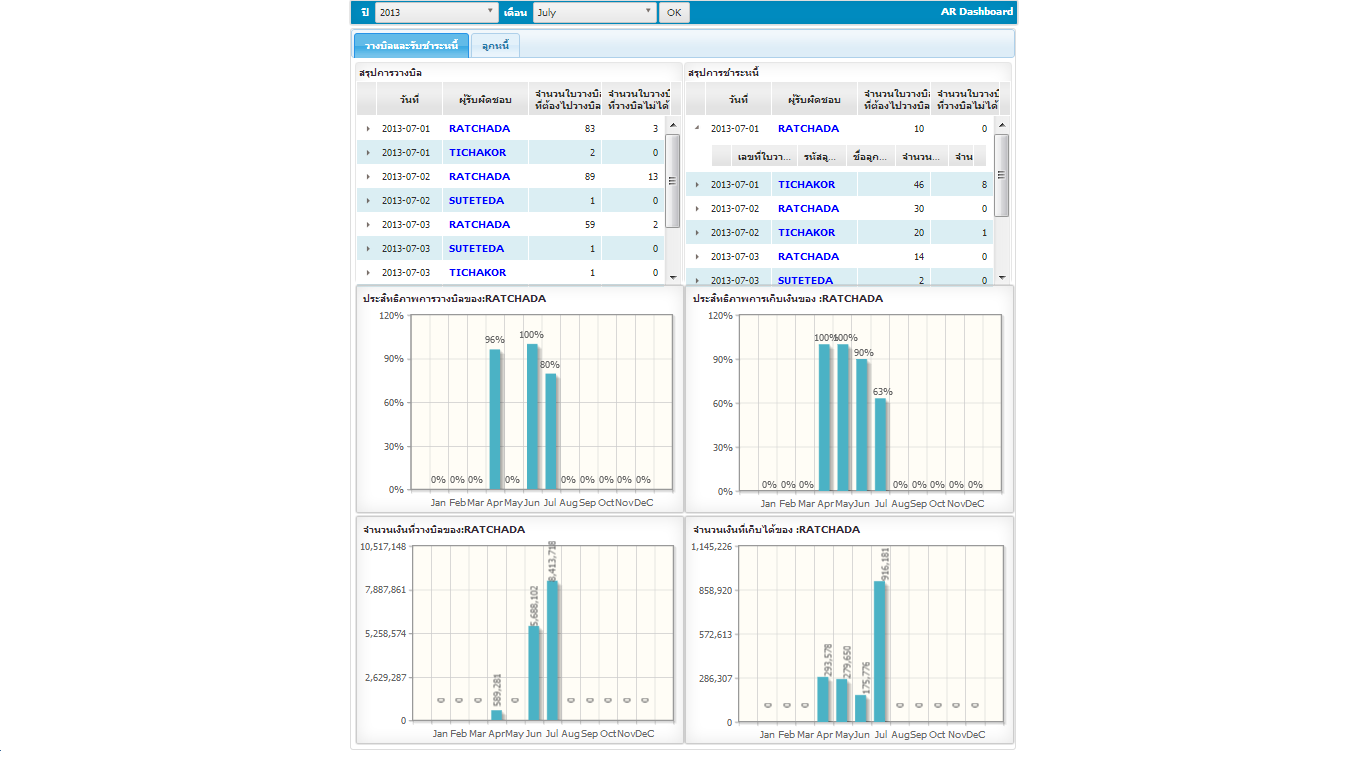 ปี 2013 เดือน July OK AR Dashboard
วางบิลและรับชำระหนี้ ลูกหนี้
สรุปการวางบิล
วันที่ ผู้รับผิดชอบ จำนวนใบวางบิล ที่ต้องไปวางบิล จำนวนใบวางบิ ที่วางบิลไม่ได้
2013-07-01 RATCHADA 83 3
2013-07-01 TICHAKOR 2 0
2013-07-02 RATCHADA 89 13
2013-07-02 SUTETEDA 1 0
2013-07-03 RATCHADA 59 2
2013-07-03 SUTETEDA 1 0
2013-07-03 TICHAKOR 1 0
สรุปการชำระหนี้
วันที่ ผู้รับผิดชอบ จำนวนใบวางบิล ที่ต้องไปวางบิล จำนวนใบวางบิ ที่วางบิลไม่ได้
2013-07-01 RATCHADA 10 0
เลขที่ใบวา... รหัสลู... ชื่อลูก... จำนวน... จำน
2013-07-01 TICHAKOR 46 8
2013-07-02 RATCHADA 30 0
2013-07-02 TICHAKOR 20 1
2013-07-03 RATCHADA 14 0
2013-07-03 SUTETEDA 2 0
ประสิทธิภาพการวางบิลของ:RATCHADA
120%
90%
60%
30%
0%
0% 0% 0% 96% 0% 100% 80% 0% 0% 0% 0% 0%
Jan Feb Mar Apr May Jun Jul Aug Sep Oct Nov DeC
ประสิทธิภาพการเก็บเงินของ :RATCHADA
120%
90%
60%
30%
0%
0% 0% 0% 100% 100% 90% 63% 0% 0% 0% 0% 0%
Jan Feb Mar Apr May Jun Jul Aug Sep Oct Nov DeC
จำนวนเงินที่วางบิลของ:RATCHADA
10,517,148
7,887,861
5,258,574
2,629,287
0
0 0 0 589,281 0 5,688,102 8,413,718 0 0 0 0 0
Jan Feb Mar Apr May Jun Jul Aug Sep Oct Nov DeC
จำนวนเงินที่เก็บได้ของ :RATCHADA
1,145,226
858,920
572,613
286,307
0
0 0 0 293,578 279,650 175,776 916,181 0 0 0 0 0
Jan Feb Mar Apr May Jun Jul Aug Sep Oct Nov DeC